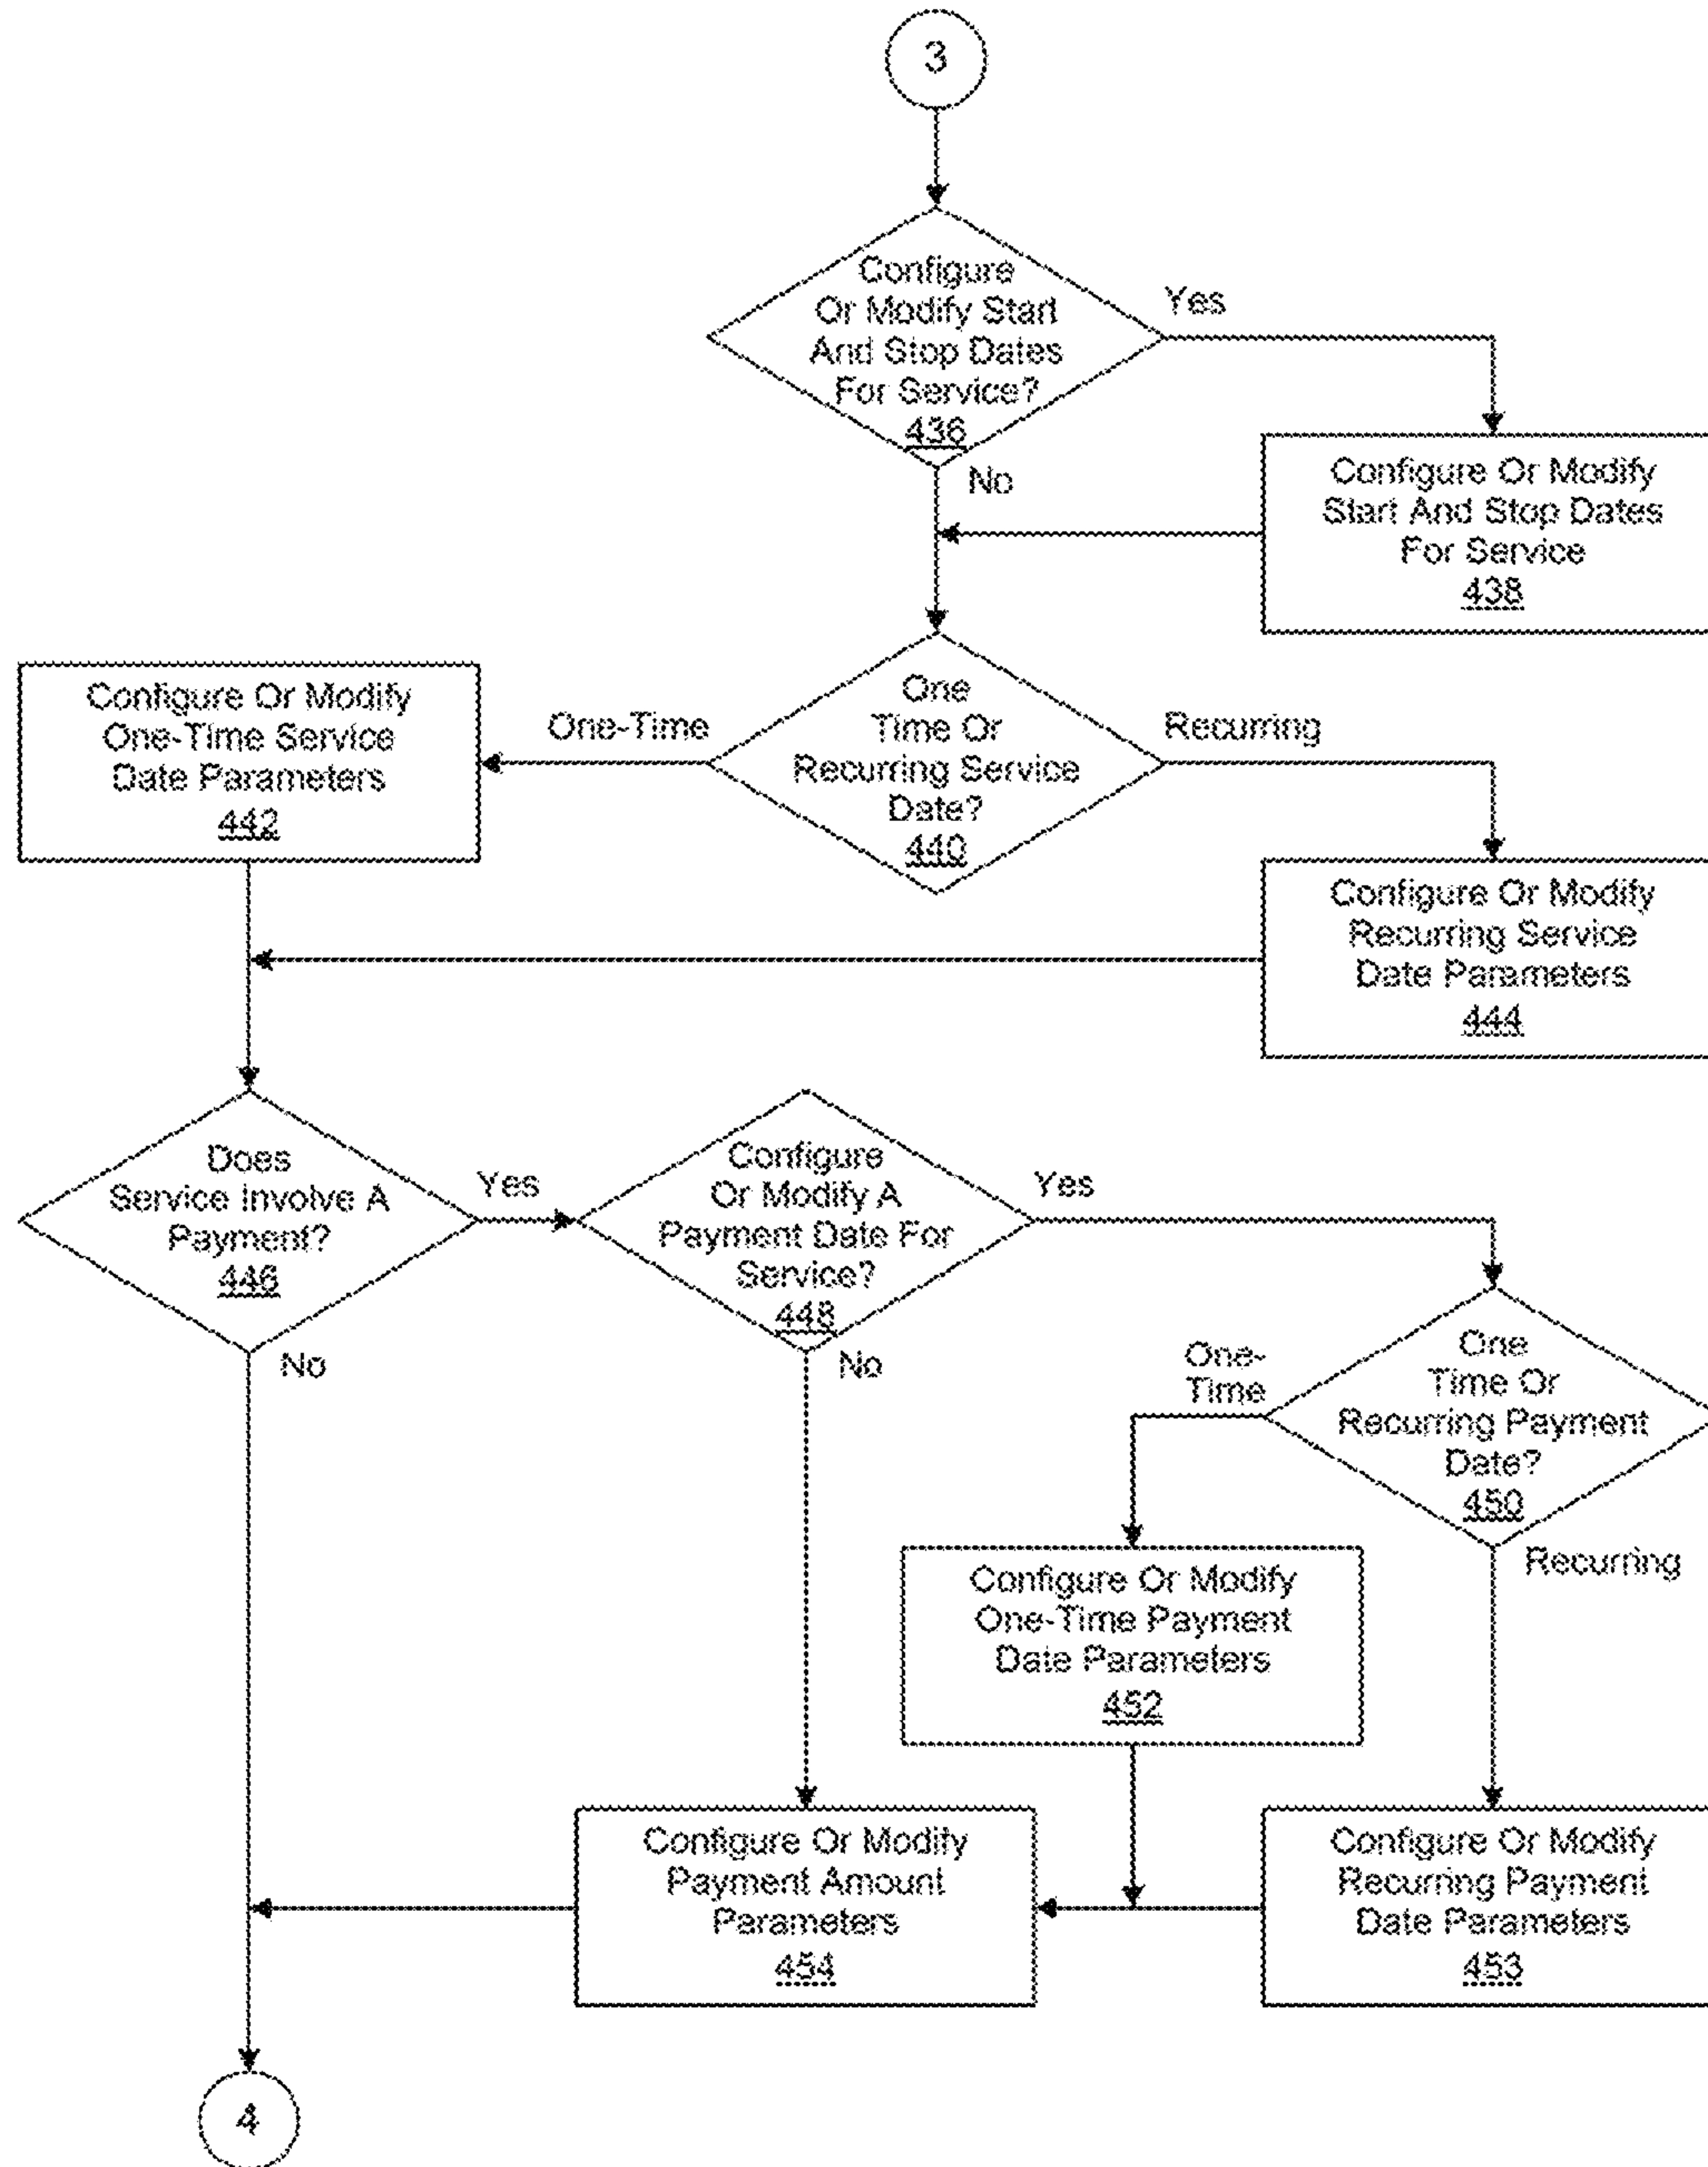 3
Configure
Or Modify Start
And Stop Dates
For Service?
436
Yes
No
Configure Or Modify
Start And Stop Dates
For Service
438
One
Time Or
Recurring Service
Date?
440
One-Time
Recurring
Configure Or Modify
One-Time Service
Date Parameters
442
Configure Or Modify
Recurring Service
Date Parameters
444
Does
Service Involve A
Payment?
446
Yes
No
Configure
Or Modify A
Payment Date For
Service?
448
Yes
No
One
Time Or
Recurring Payment
Date?
450
One-
Time
Recurring
Configure Or Modify
One-Time Payment
Date Parameters
452
Configure Or Modify
Payment Amount
Parameters
454
Configure Or Modify
Recurring Payment
Date Parameters
453
4